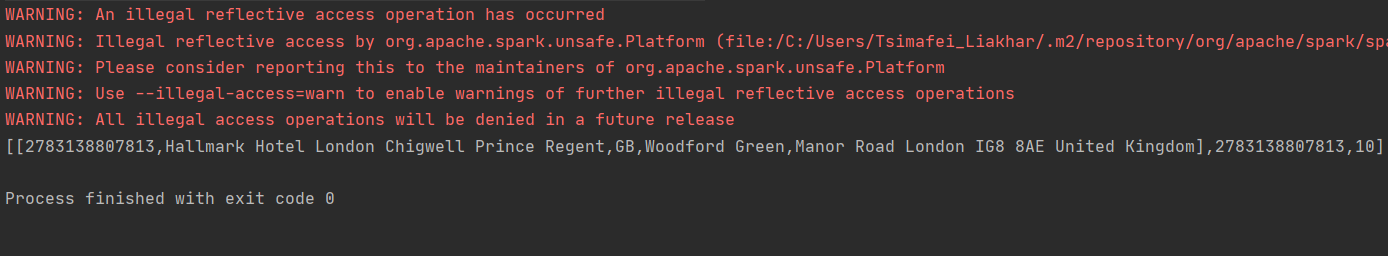 WARNING: An illegal reflective access operation has occurred
WARNING: Illegal reflective access by org.apache.spark.unsafe.Platform (file:/C:/Users/Tsimafei_Liakhar/.m2/repository/org/apache/spark/spa
WARNING: Please consider reporting this to the maintainers of org.apache.spark.unsafe.Platform
WARNING: Use --illegal-access=warn to enable warnings of further illegal reflective access operations
WARNING: All illegal access operations will be denied in a future release
[[2783138807813,Hallmark Hotel London Chigwell Prince Regent,GB,Woodford Green,Manor Road London IG8 8AE United Kingdom],2783138807813,10]
Process finished with exit code 0